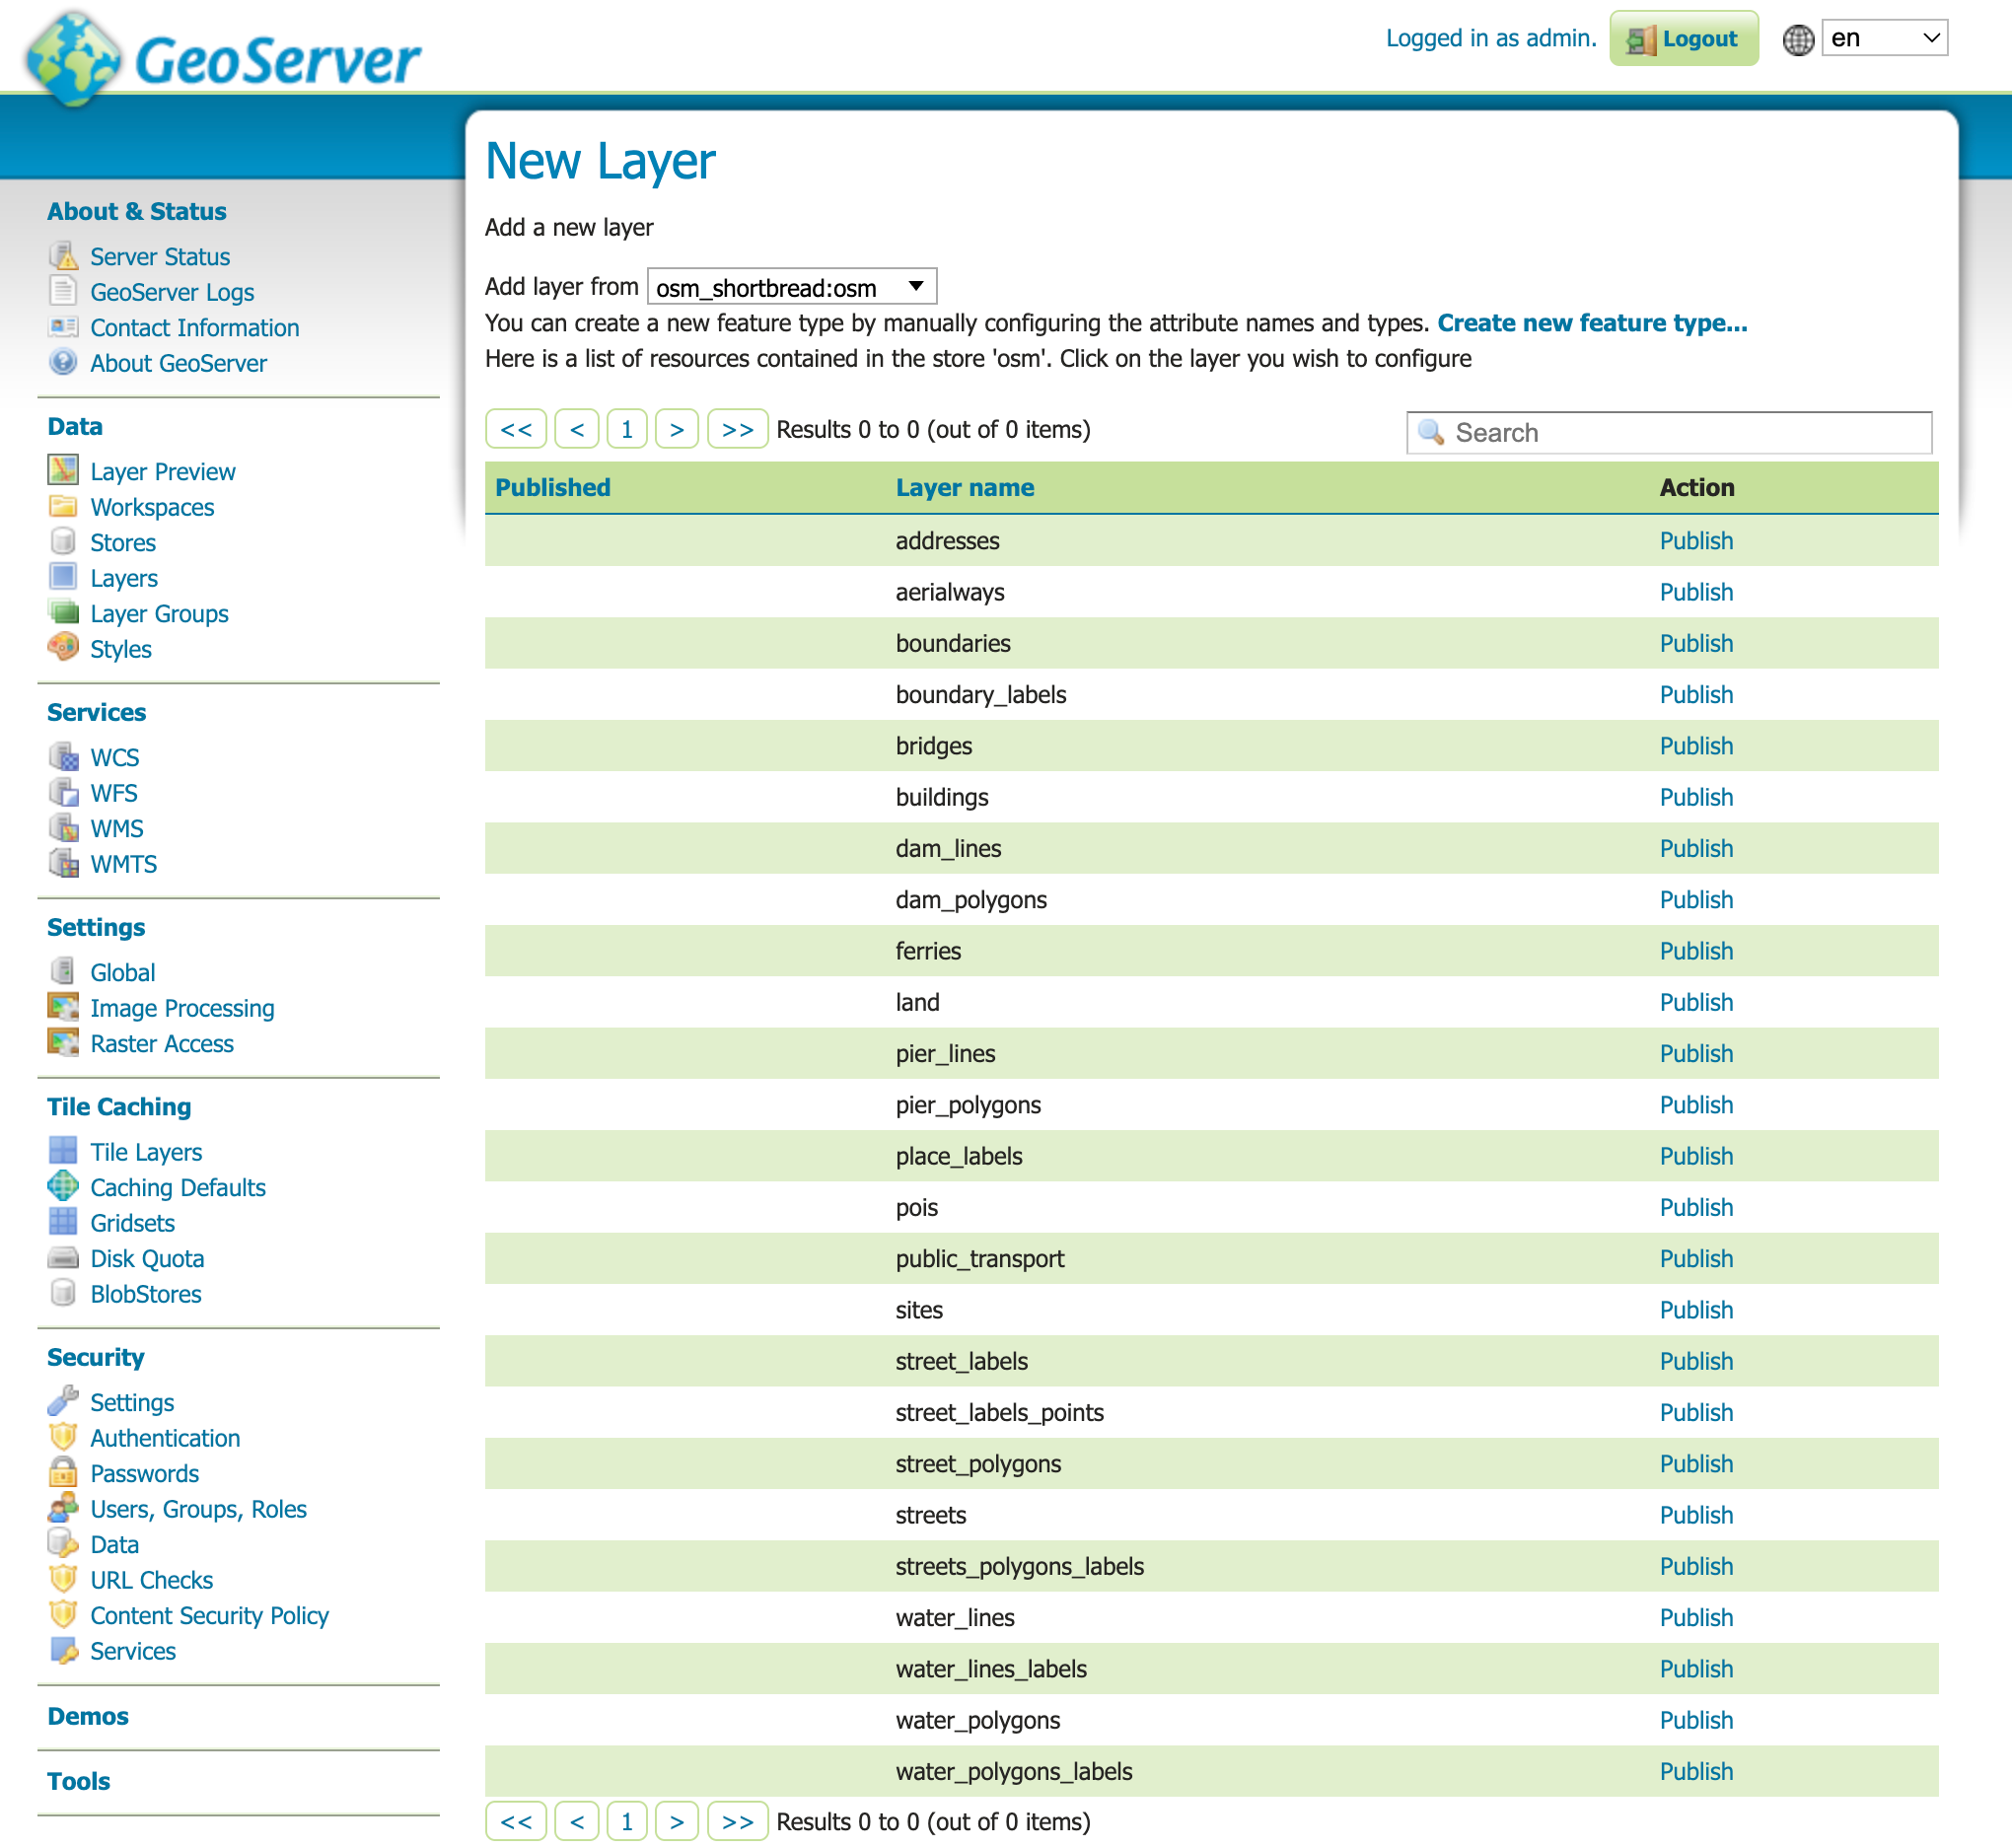 GeoServer
Logged in as admin. Logout en
New Layer
Add a new layer
Add layer from osm_shortbread:osm
You can create a new feature type by manually configuring the attribute names and types. Create new feature type...
Here is a list of resources contained in the store 'osm'. Click on the layer you wish to configure
<< < 1 > >> Results 0 to 0 (out of 0 items) Search
Published Layer name Action
addresses Publish
aerialways Publish
boundaries Publish
boundary_labels Publish
bridges Publish
buildings Publish
dam_lines Publish
dam_polygons Publish
ferries Publish
land Publish
pier_lines Publish
pier_polygons Publish
place_labels Publish
pois Publish
public_transport Publish
sites Publish
street_labels Publish
street_labels_points Publish
street_polygons Publish
streets Publish
streets_polygons_labels Publish
water_lines Publish
water_lines_labels Publish
water_polygons Publish
water_polygons_labels Publish
<< < 1 > >> Results 0 to 0 (out of 0 items)
About & Status
Server Status
GeoServer Logs
Contact Information
About GeoServer
Data
Layer Preview
Workspaces
Stores
Layers
Layer Groups
Styles
Services
WCS
WFS
WMS
WMTS
Settings
Global
Image Processing
Raster Access
Tile Caching
Tile Layers
Caching Defaults
Gridsets
Disk Quota
BlobStores
Security
Settings
Authentication
Passwords
Users, Groups, Roles
Data
URL Checks
Content Security Policy
Services
Demos
Tools